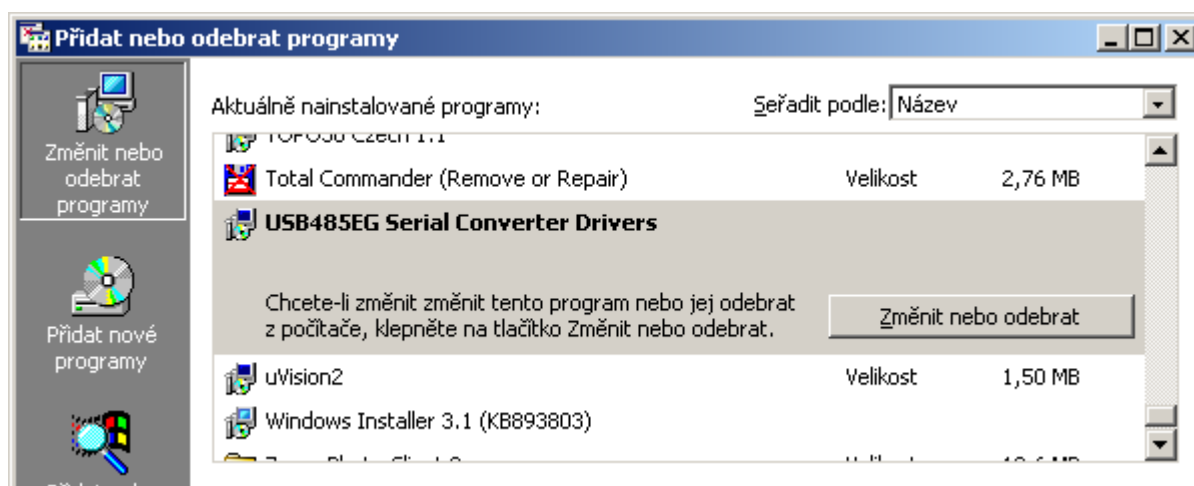 Přidat nebo odebrat programy
Změnit nebo
odebrat
programy
Přidat nové
programy
Aktuálně nainstalované programy:
Seřadit podle: Název
Czech 1.1
Total Commander (Remove or Repair) Velikost 2,76 MB
USB485EG Serial Converter Drivers
Chcete-li změnit změnit tento program nebo jej odebrat
z počítače, klepněte na tlačítko Změnit nebo odebrat.
Změnit nebo odebrat
uVision2 Velikost 1,50 MB
Windows Installer 3.1 (KB893803)